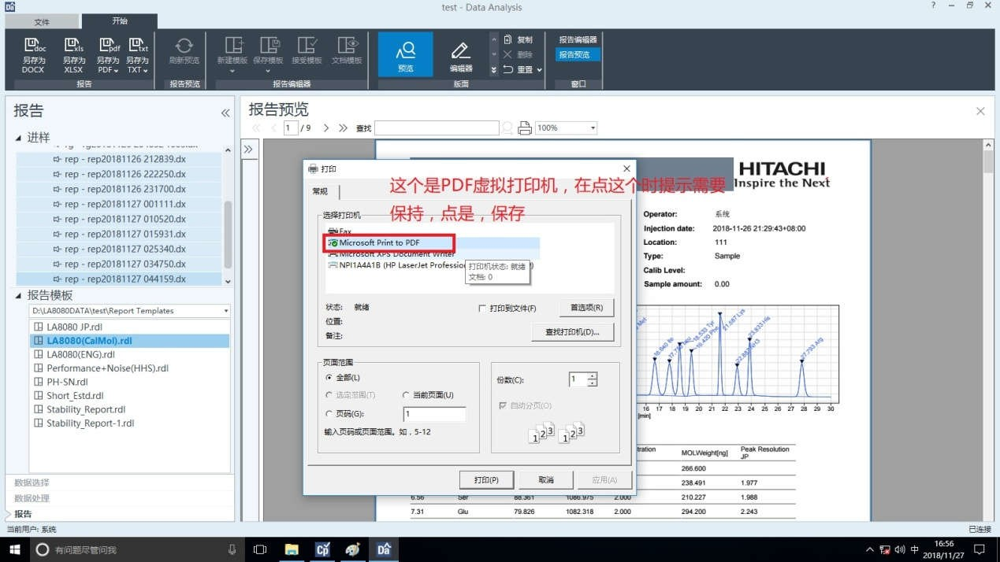 test - Data Analysis
文件
开始
另存为 DOCX
另存为 XLSX
另存为 PDF
另存为 TXT
报告
刷新预览
报告预览
新建模版
保存模板
接受模板
文档模板
报告编辑器
预览
编辑器
复制
删除
重置
版面
报告编辑器
报告预览
窗口
报告
进样
rep - rep20181126 212839.dx
rep - rep20181126 222250.dx
rep - rep20181126 231700.dx
rep - rep20181127 001111.dx
rep - rep20181127 010520.dx
rep - rep20181127 015931.dx
rep - rep20181127 025340.dx
rep - rep20181127 034750.dx
rep - rep20181127 044159.dx
报告模板
D:\LA8080DATA\test\Report Templates
LA8080 JP.rdl
LA8080(CalMol).rdl
LA8080(ENG).rdl
Performance+Noise(HHS).rdl
PH-SN.rdl
Short_Estd.rdl
Stability_Report.rdl
Stability_Report-1.rdl
数据选择
数据处理
报告
当前用户: 系统
已连接
报告预览
1 / 9
查找
100%
HITACHI
Inspire the Next
Operator: 系统
Injection date: 2018-11-26 21:29:43+08:00
Location: 111
Type: Sample
Calib Level:
Sample amount: 0.00
打印
这个是PDF虚拟打印机，在点这个时提示需要
保持，点是，保存
常规
选择打印机
Fax
Microsoft Print to PDF
Microsoft XPS Document Writer
NPI1A4A1B (HP LaserJet Profession
打印机状态: 就绪
文档: 0
状态: 就绪
位置:
备注:
打印到文件(F)
首选项(R)
查找打印机(D)...
页面范围
全部(L)
选定范围(T)
当前页面(U)
页码(G):
1
输入页码或页面范围。如，5-12
份数(C):
1
自动分页(O)
1 2 3 1 2 3
打印(P)
取消
应用(A)
21.687 Lys
27.793 Arg
16 17 18 19 20 21 22 23 24 25 26 27 28 29 30
[min]
tration MOLWeight[ng] Peak Resolution JP
266.600
238.491 1.977
6.56 Ser 88.361 1086.975 2.000 210.227 1.988
7.31 Glu 79.826 1082.318 2.000 294.200 2.243
有问题尽管问我
中
16:56
2018/11/27